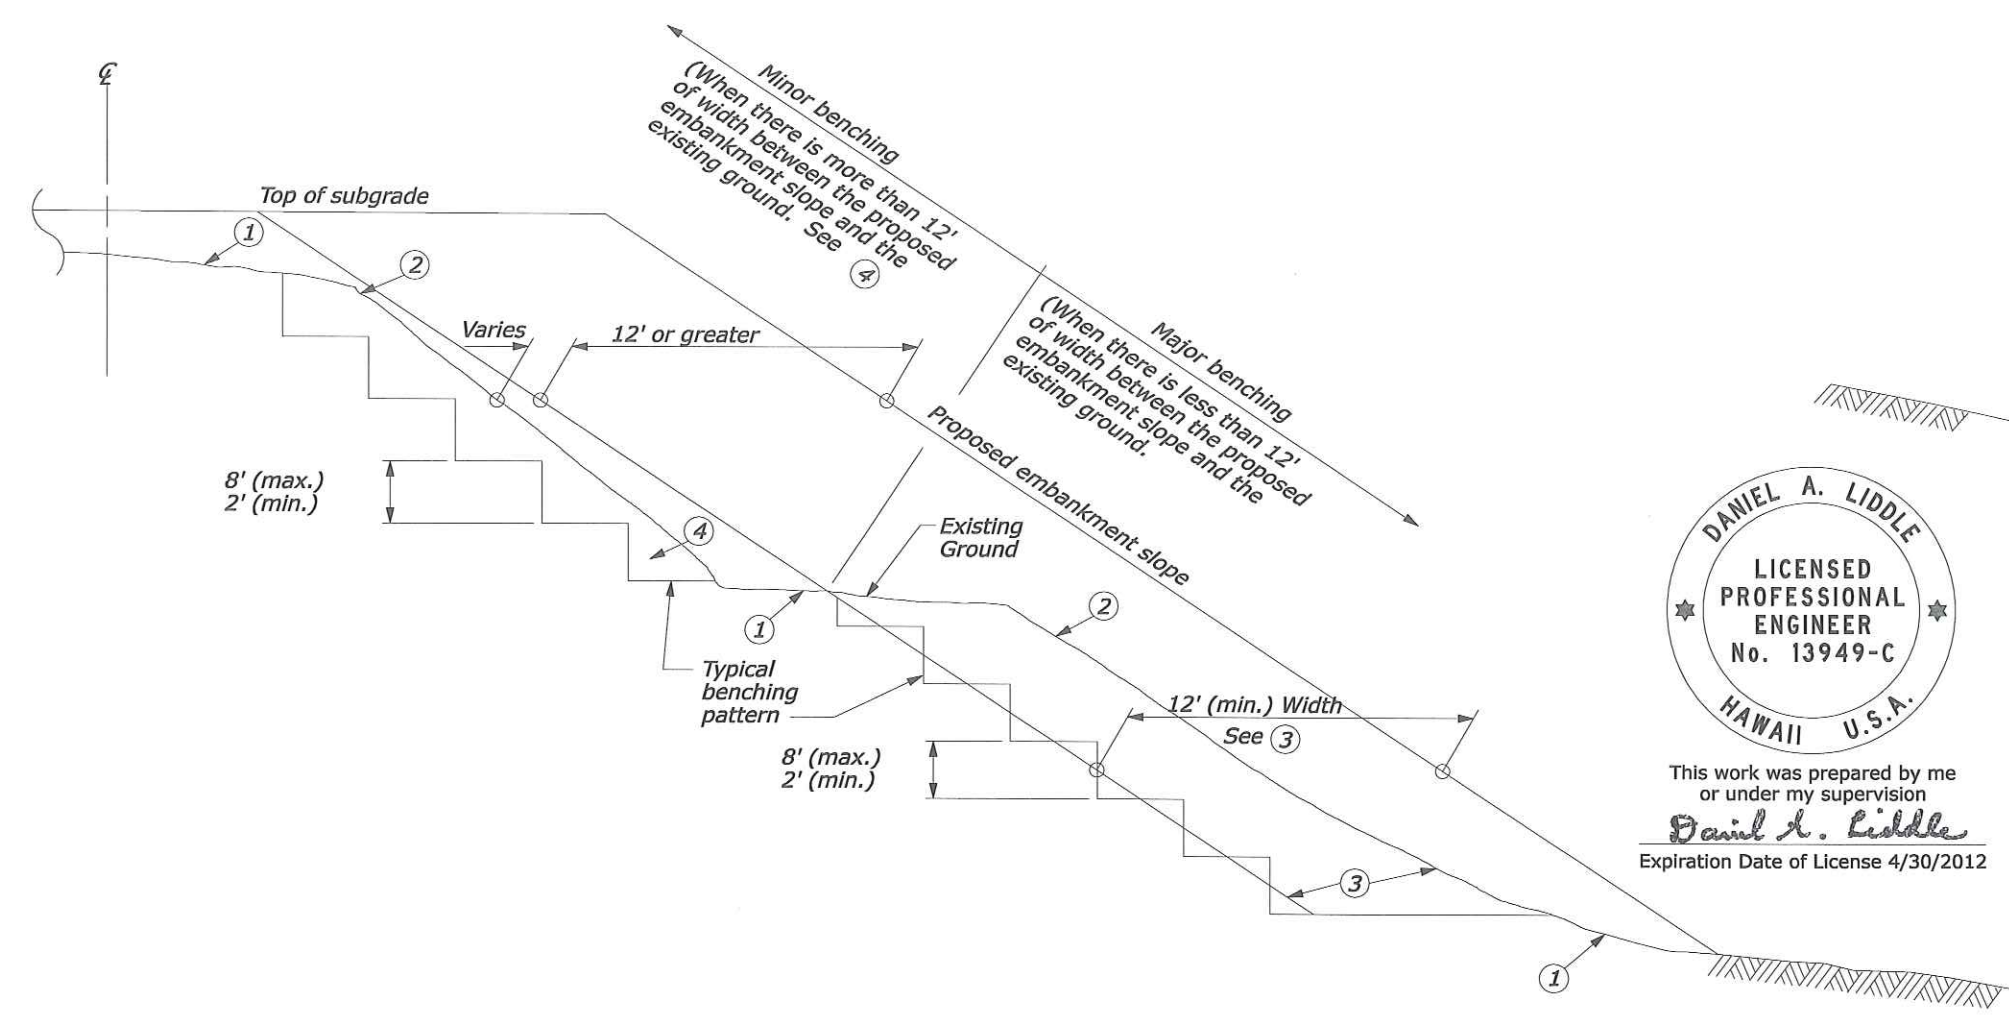 ℄
Top of subgrade
1
2
Varies
12' or greater
Minor benching
(When there is more than 12'
of width between the proposed
embankment slope and the
existing ground. See
4
Major benching
(When there is less than 12'
of width between the proposed
embankment slope and the
existing ground.
Proposed embankment slope
8' (max.)
2' (min.)
4
Existing
Ground
1
2
Typical
benching
pattern
12' (min.) Width
See 3
8' (max.)
2' (min.)
3
1
DANIEL A. LIDDLE
LICENSED
PROFESSIONAL
ENGINEER
No. 13949-C
HAWAII U.S.A.
This work was prepared by me
or under my supervision
Daniel A. Liddle
Expiration Date of License 4/30/2012